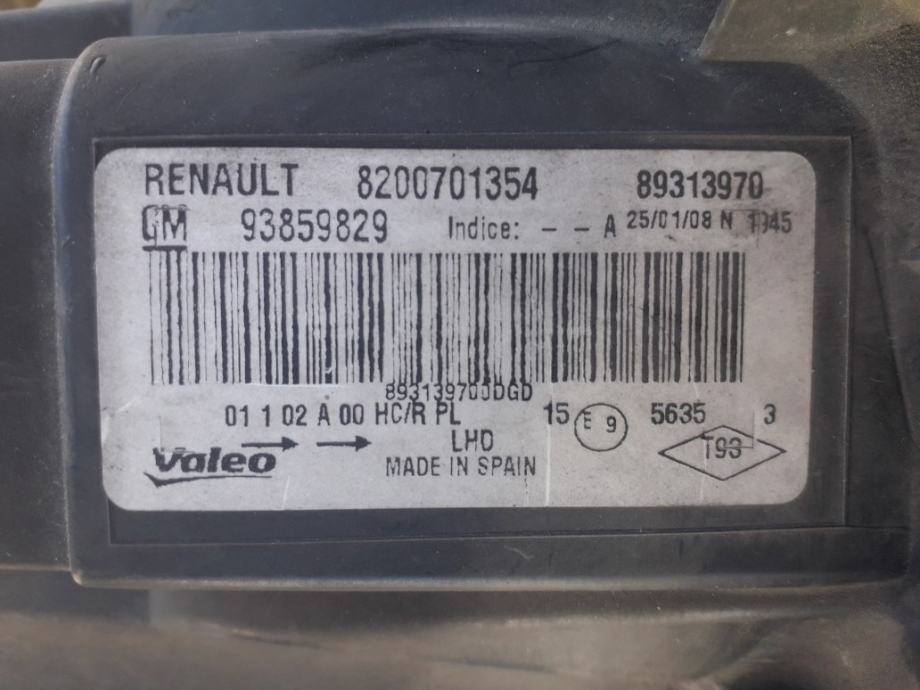 RENAULT 8200701354 89313970
GM 93859829 Indice: - - A 25/01/08 N 1945
89313970JDGD
01 1 02 A 00 HC/R PL 15 E 9 5635 3
Valeo LHD T93
MADE IN SPAIN